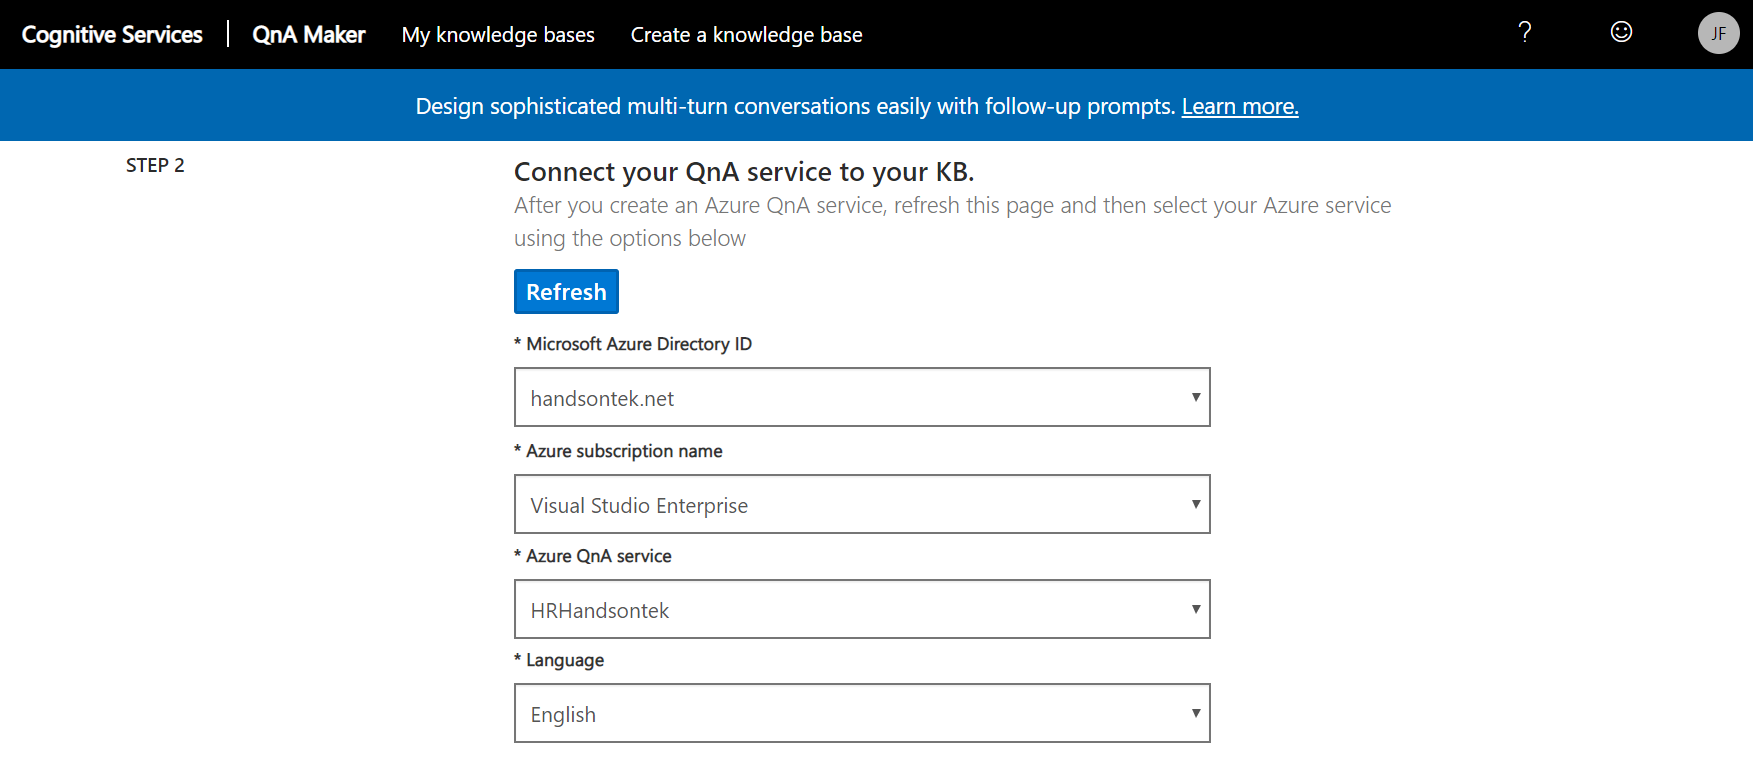 Cognitive Services | QnA Maker My knowledge bases Create a knowledge base ? JF
Design sophisticated multi-turn conversations easily with follow-up prompts. Learn more.
STEP 2
Connect your QnA service to your KB.
After you create an Azure QnA service, refresh this page and then select your Azure service
using the options below
Refresh
* Microsoft Azure Directory ID
handsontek.net
* Azure subscription name
Visual Studio Enterprise
* Azure QnA service
HRHandsontek
* Language
English